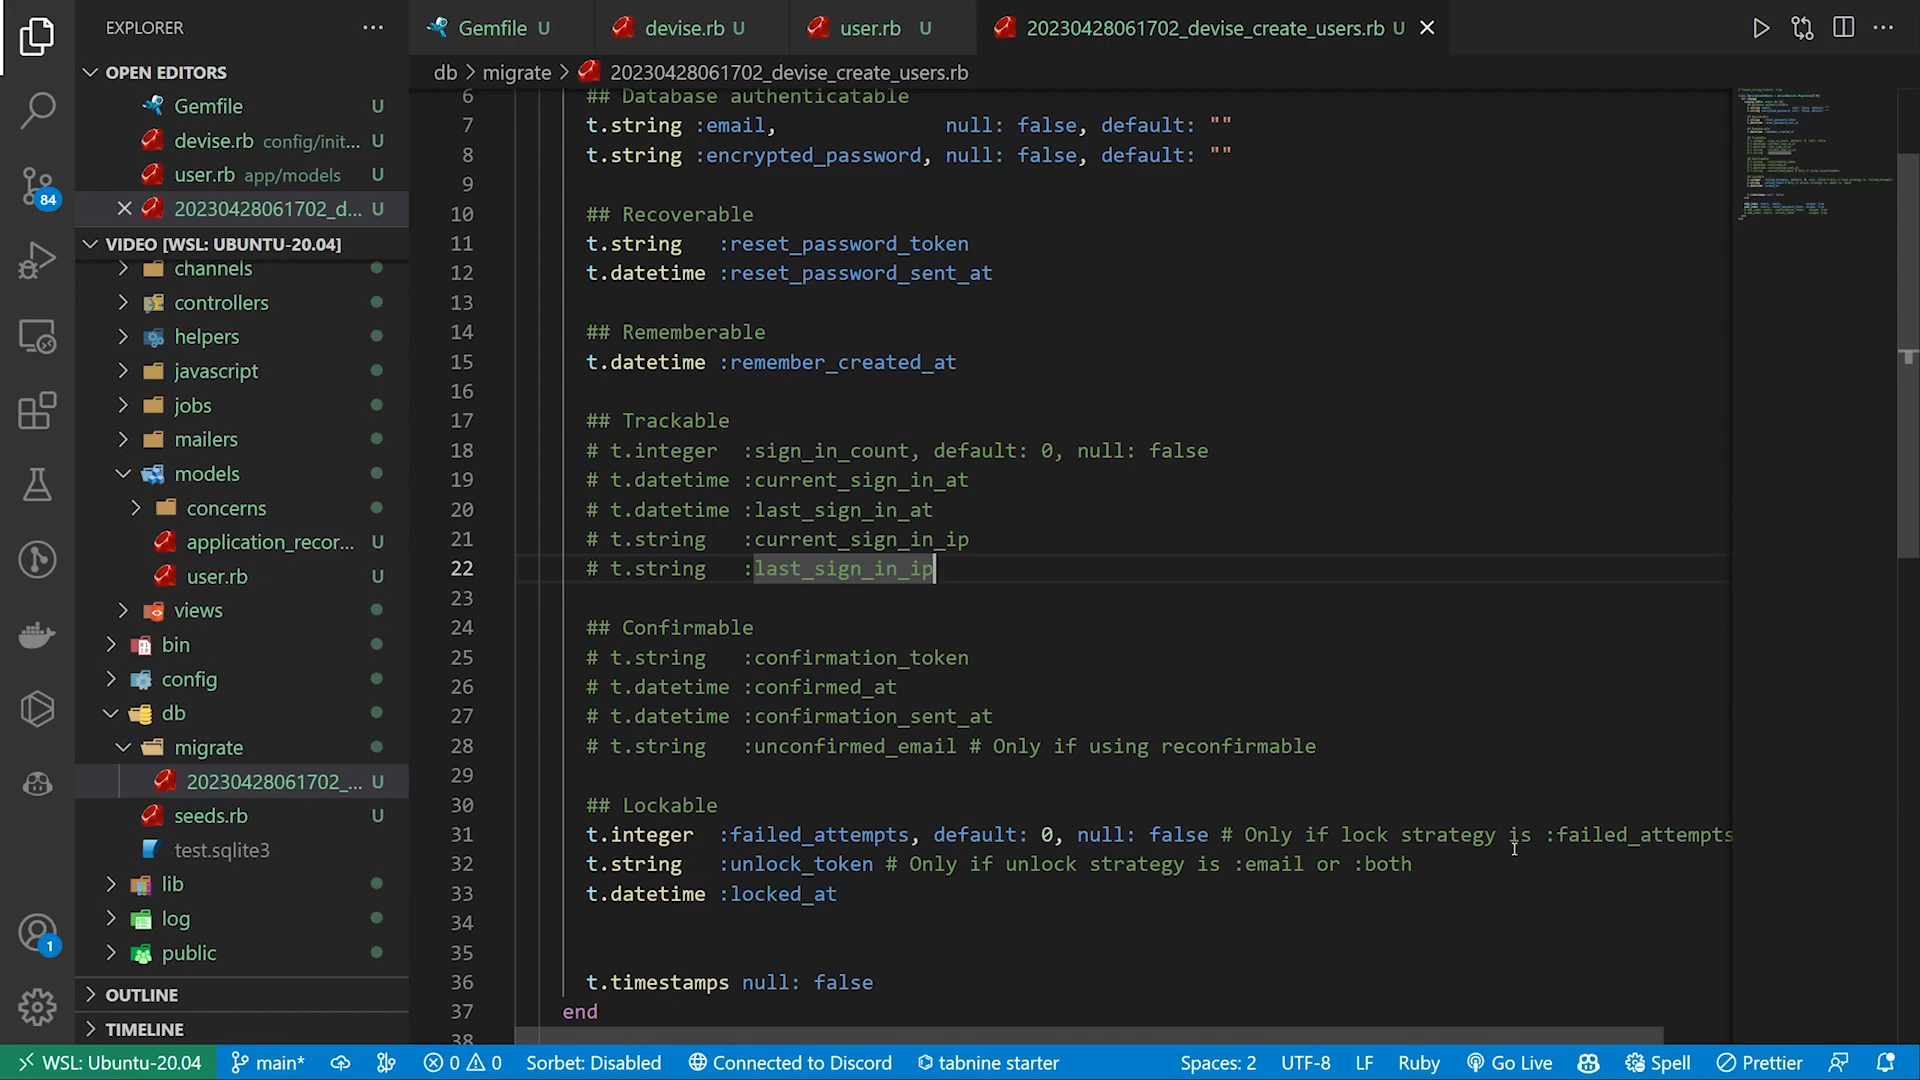 EXPLORER
Gemfile U
devise.rb U
user.rb U
20230428061702_devise_create_users.rb U
db > migrate > 20230428061702_devise_create_users.rb
OPEN EDITORS
Gemfile U
devise.rb config/init... U
user.rb app/models U
20230428061702_d... U
VIDEO [WSL: UBUNTU-20.04]
channels
controllers
helpers
javascript
jobs
mailers
models
concerns
application_recor... U
user.rb U
views
bin
config
db
migrate
20230428061702_... U
seeds.rb U
test.sqlite3
lib
log
public
OUTLINE
TIMELINE
84
1
6 ## Database authenticatable
7 t.string :email, null: false, default: ""
8 t.string :encrypted_password, null: false, default: ""
9
10 ## Recoverable
11 t.string :reset_password_token
12 t.datetime :reset_password_sent_at
13
14 ## Rememberable
15 t.datetime :remember_created_at
16
17 ## Trackable
18 # t.integer :sign_in_count, default: 0, null: false
19 # t.datetime :current_sign_in_at
20 # t.datetime :last_sign_in_at
21 # t.string :current_sign_in_ip
22 # t.string :last_sign_in_ip
23
24 ## Confirmable
25 # t.string :confirmation_token
26 # t.datetime :confirmed_at
27 # t.datetime :confirmation_sent_at
28 # t.string :unconfirmed_email # Only if using reconfirmable
29
30 ## Lockable
31 t.integer :failed_attempts, default: 0, null: false # Only if lock strategy is :failed_attempts
32 t.string :unlock_token # Only if unlock strategy is :email or :both
33 t.datetime :locked_at
34
35
36 t.timestamps null: false
37 end
38
WSL: Ubuntu-20.04 main* 0 0 Sorbet: Disabled Connected to Discord tabnine starter Spaces: 2 UTF-8 LF Ruby Go Live Spell Prettier